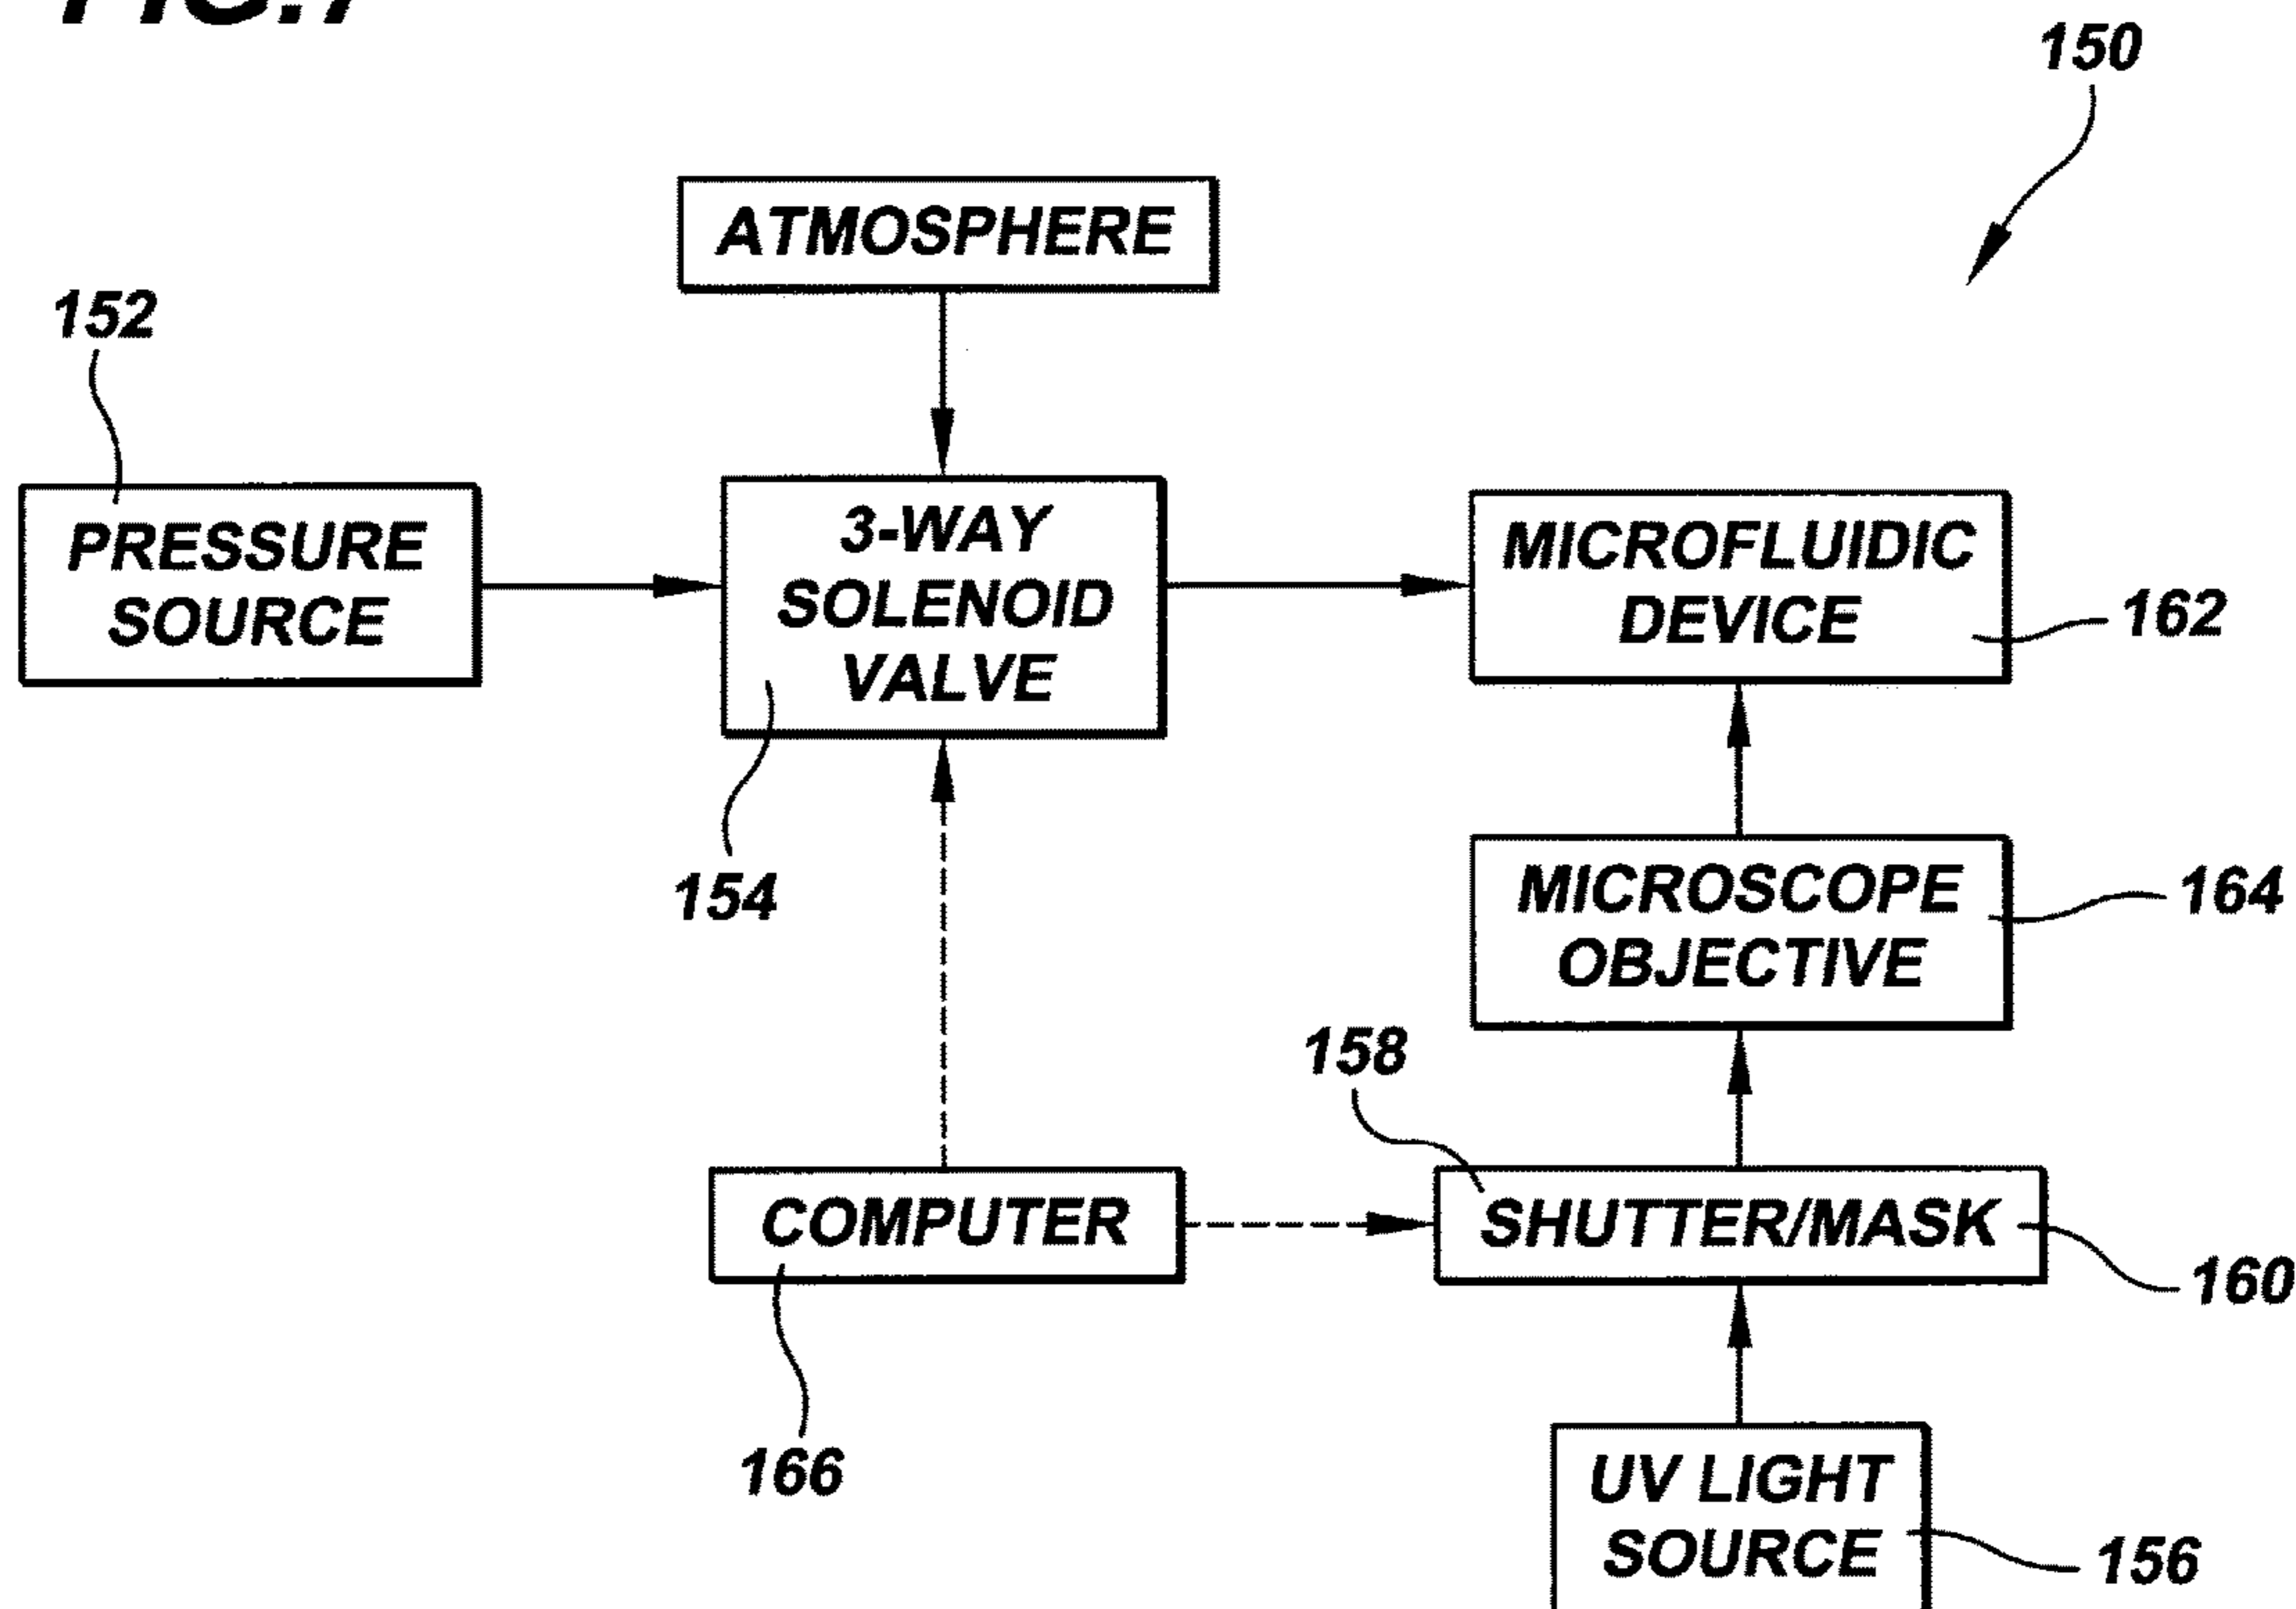 150
ATMOSPHERE
152
PRESSURE
SOURCE
3-WAY
SOLENOID
VALVE
MICROFLUIDIC
DEVICE
162
154
MICROSCOPE
OBJECTIVE
164
158
COMPUTER
SHUTTER/MASK
160
166
UV LIGHT
SOURCE
156